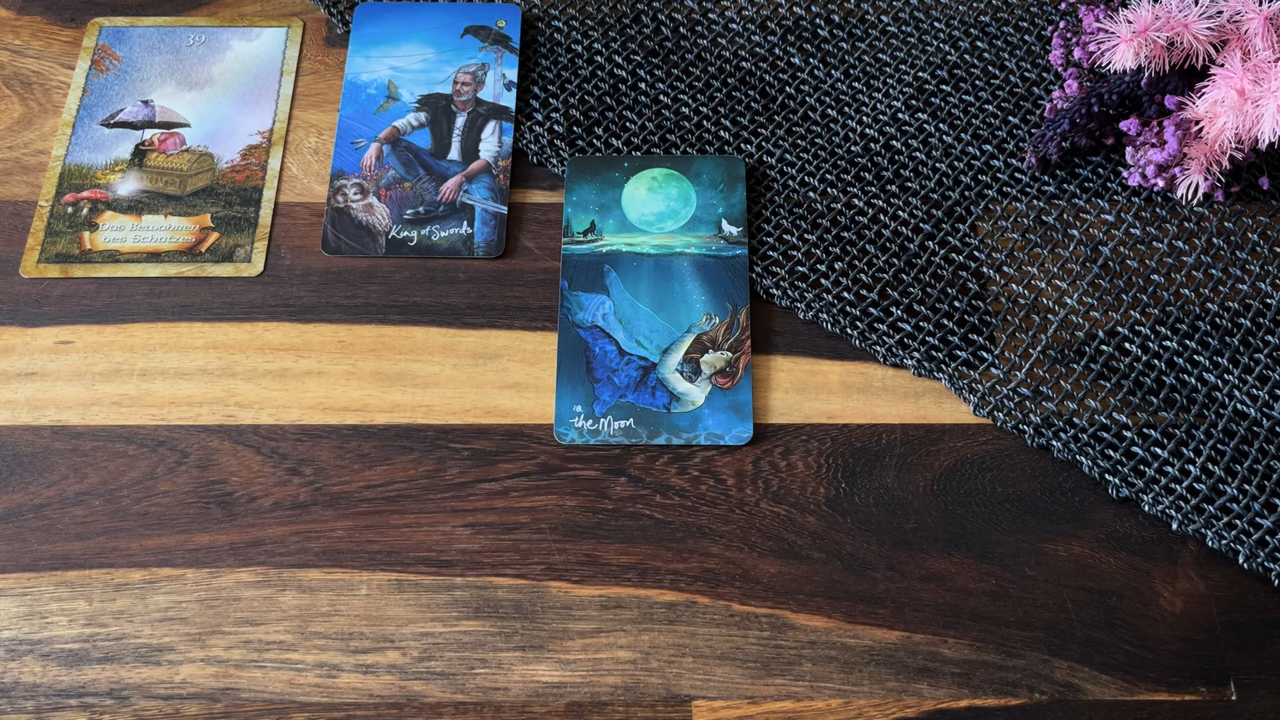 39
Das Bewahren
des Schatzes
King of Swords
18
the Moon